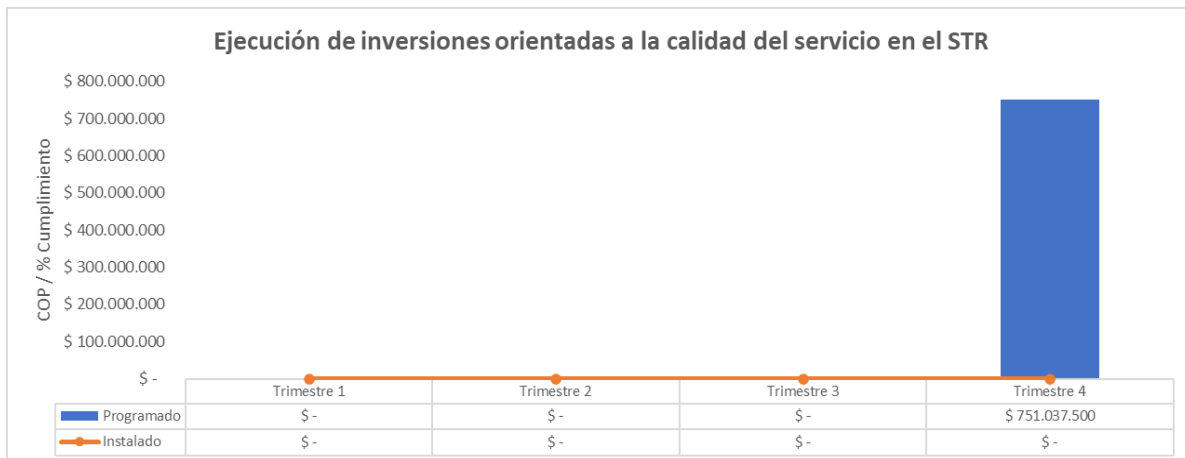 Ejecución de inversiones orientadas a la calidad del servicio en el STR
COP / % Cumplimiento
$ 800.000.000
$ 700.000.000
$ 600.000.000
$ 500.000.000
$ 400.000.000
$ 300.000.000
$ 200.000.000
$ 100.000.000
$ -
Trimestre 1 Trimestre 2 Trimestre 3 Trimestre 4
Programado $ - $ - $ - $ 751.037.500
Instalado $ - $ - $ - $ -